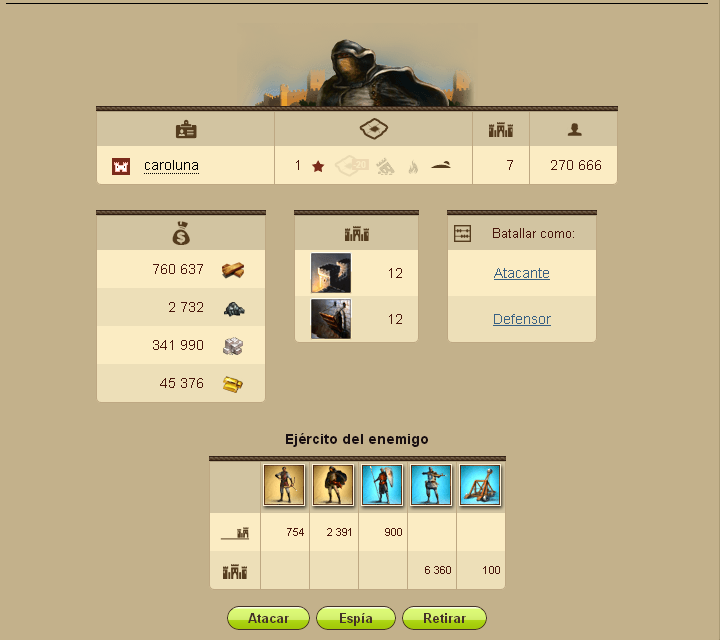 caroluna 1 7 270 666
Batallar como:
760 637 12 Atacante
2 732 12 Defensor
341 990
45 376
Ejército del enemigo
754 2 391 900
6 360 100
Atacar Espía Retirar